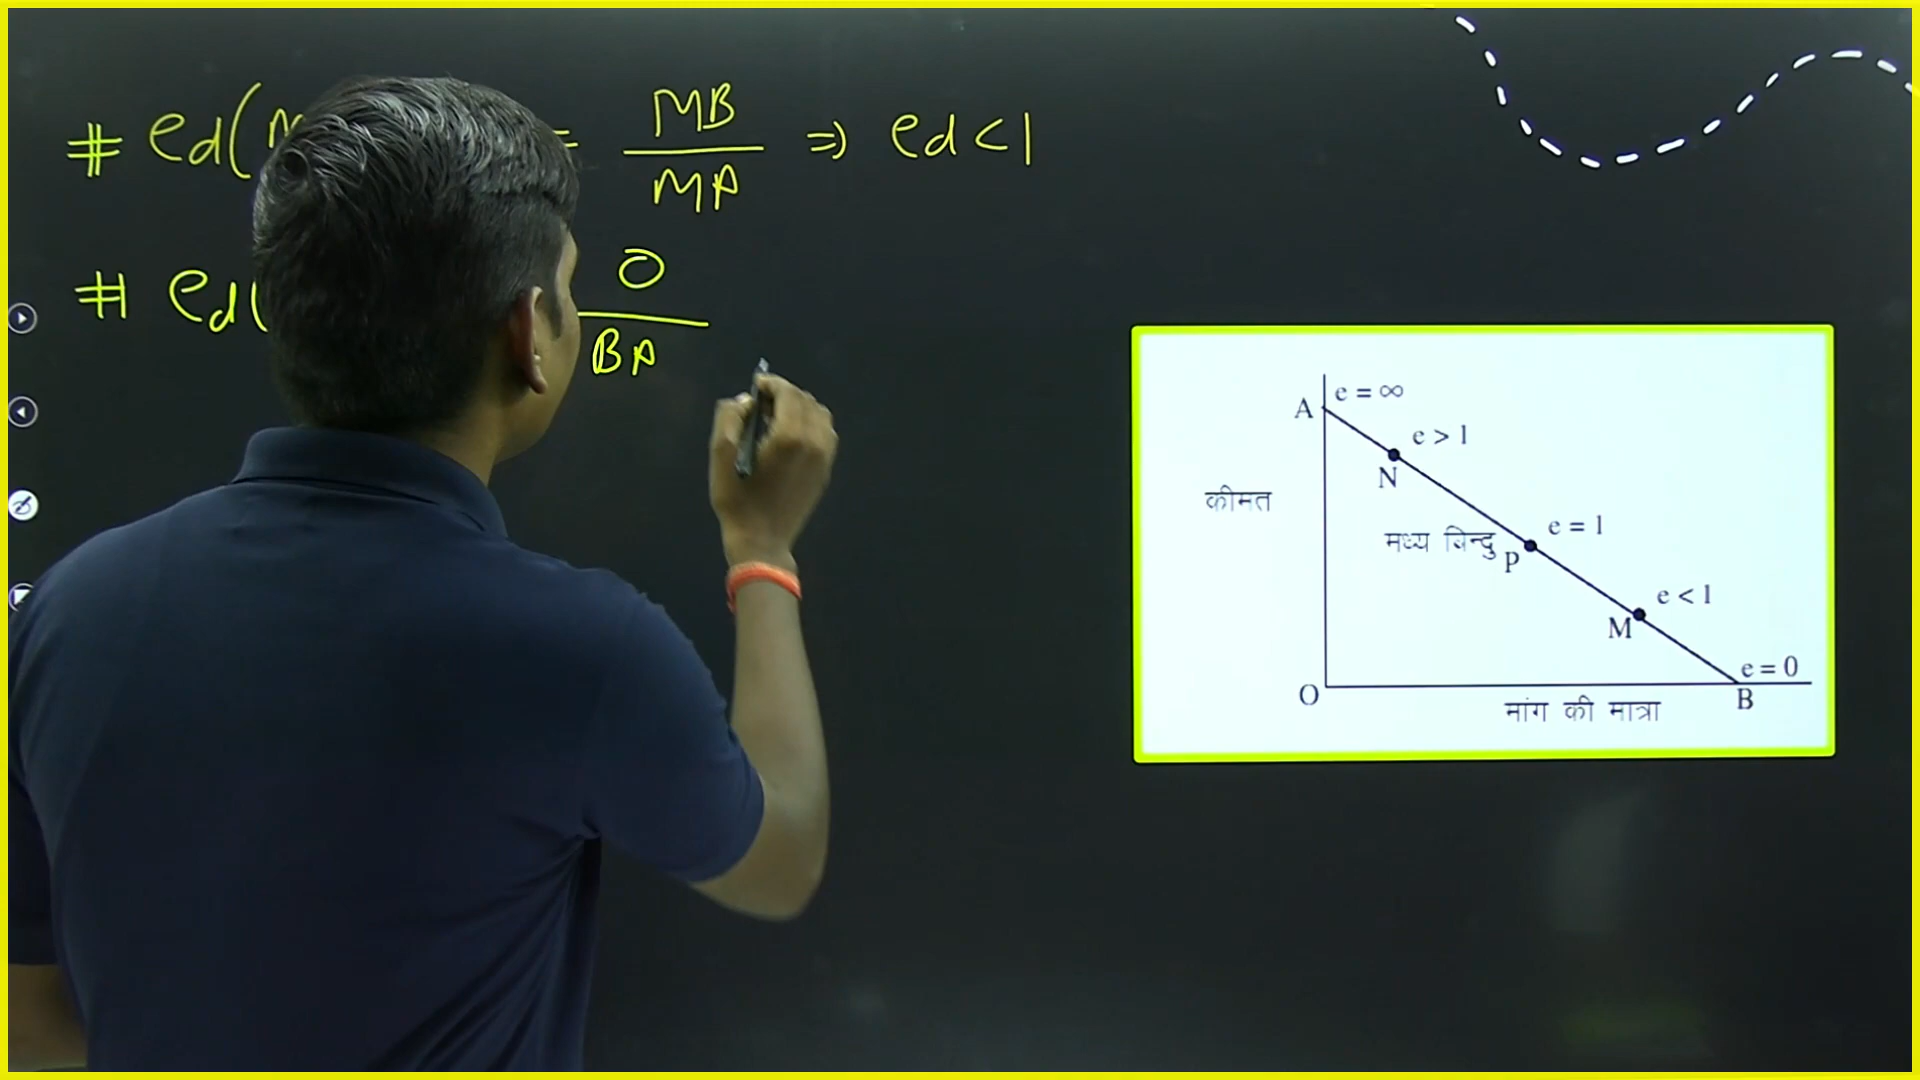 # ed( = MB / MA ⇒ ed < 1
# ed( 0 / BA
e = ∞
A
e > 1
N
कीमत
e = 1
मध्य बिन्दु P
e < 1
M
e = 0
O
मांग की मात्रा
B